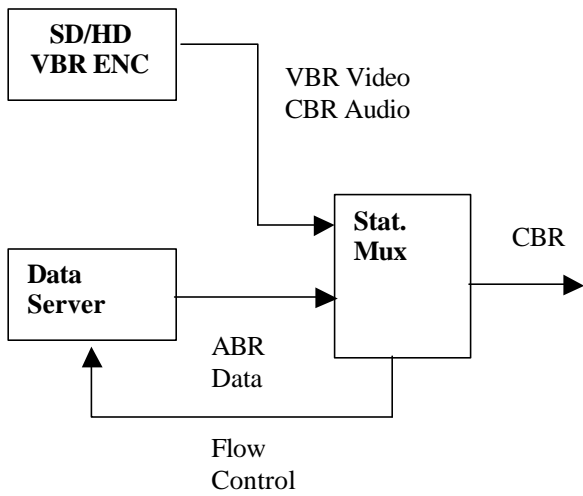 SD/HD
VBR ENC
VBR Video
CBR Audio
Stat.
Mux
CBR
Data
Server
ABR
Data
Flow
Control